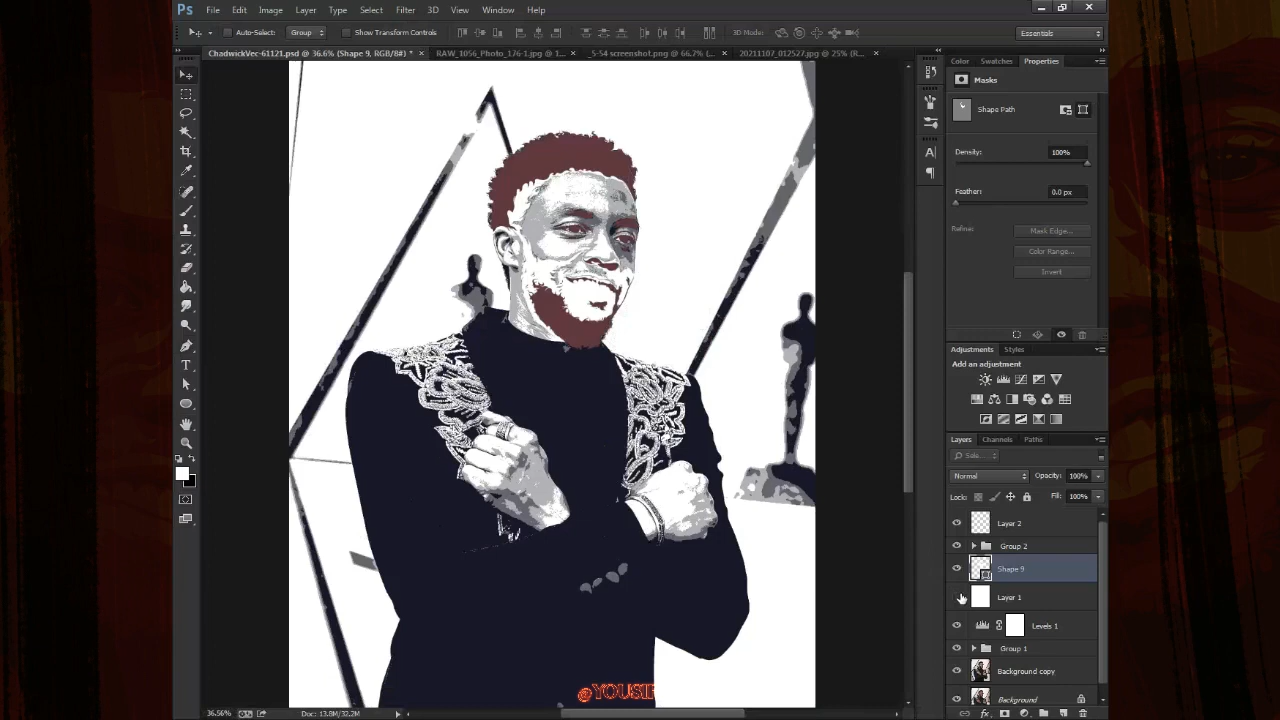 Ps File Edit Image Layer Type Select Filter 3D View Window Help
Auto-Select: Group Show Transform Controls 3D Mode: Essentials
ChadwickVec-61121.psd @ 36.6% (Shape 9, RGB/8#) * × RAW_1056_Photo_176-1.jpg @ 1... × _5-54 screenshot.png @ 66.7% (... × 20211107_012527.jpg @ 25% (R... ×
Color Swatches Properties
Masks
Shape Path
Density: 100%
Feather: 0.0 px
Refine: Mask Edge...
Color Range...
Invert
Adjustments Styles
Add an adjustment
Layers Channels Paths
Normal Opacity: 100%
Lock: Fill: 100%
Layer 2
Group 2
Shape 9
Layer 1
Levels 1
Group 1
Background copy
Background
@YOUSIF
36.56% Doc: 13.8M/32.2M